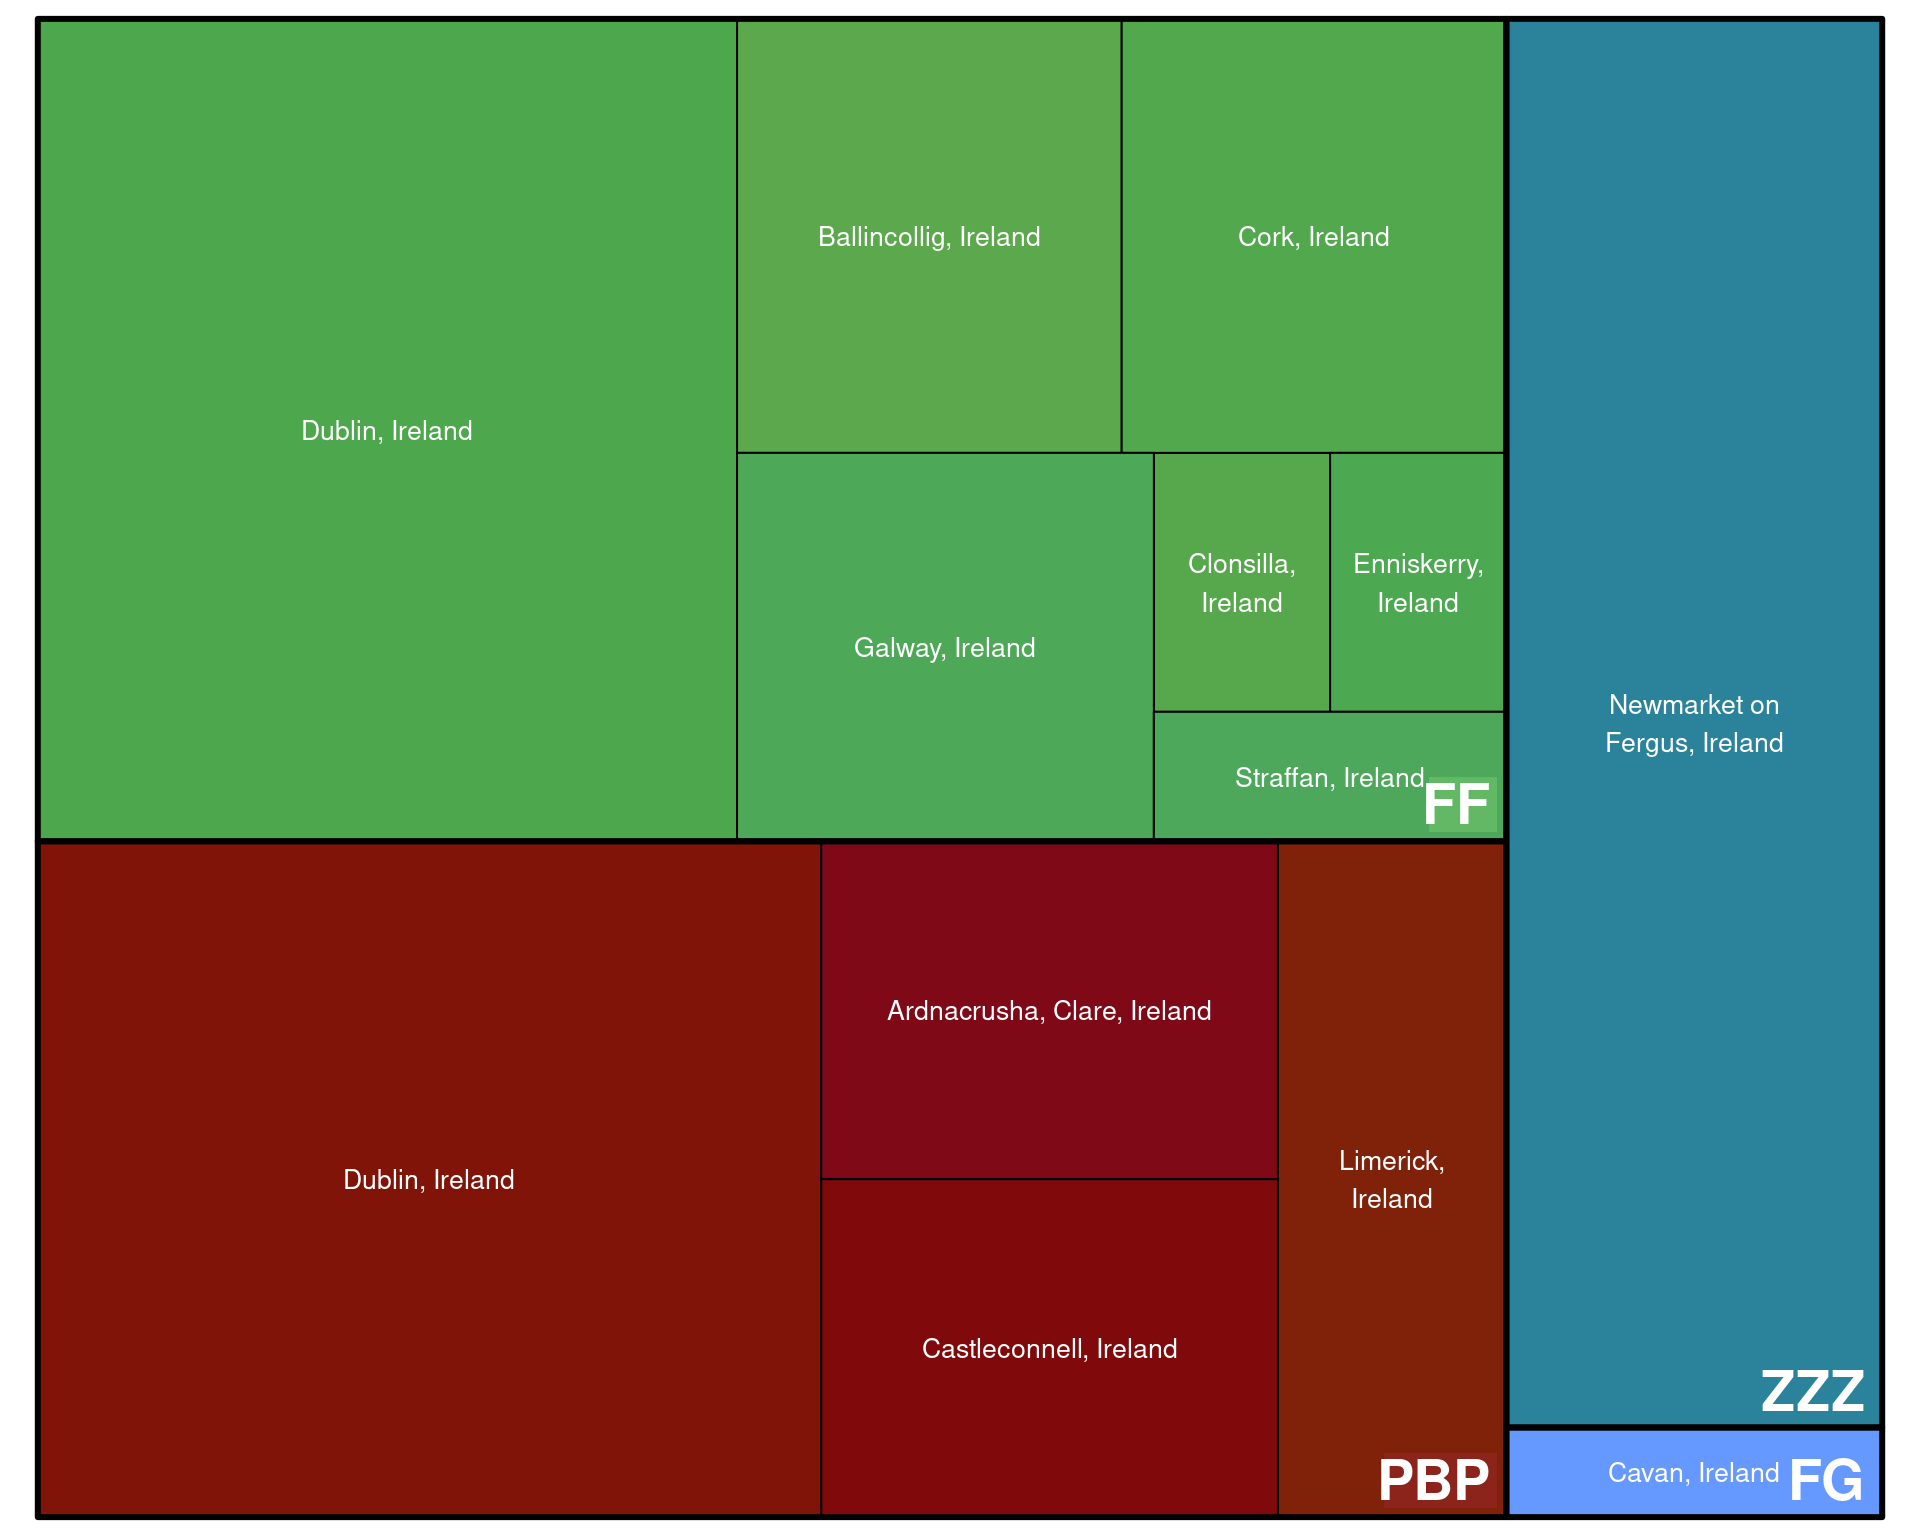 Dublin, Ireland
Ballincollig, Ireland
Cork, Ireland
Galway, Ireland
Clonsilla,
Ireland
Enniskerry,
Ireland
Straffan, Ireland
FF
Newmarket on
Fergus, Ireland
ZZZ
Dublin, Ireland
Ardnacrusha, Clare, Ireland
Castleconnell, Ireland
Limerick,
Ireland
PBP
Cavan, Ireland
FG